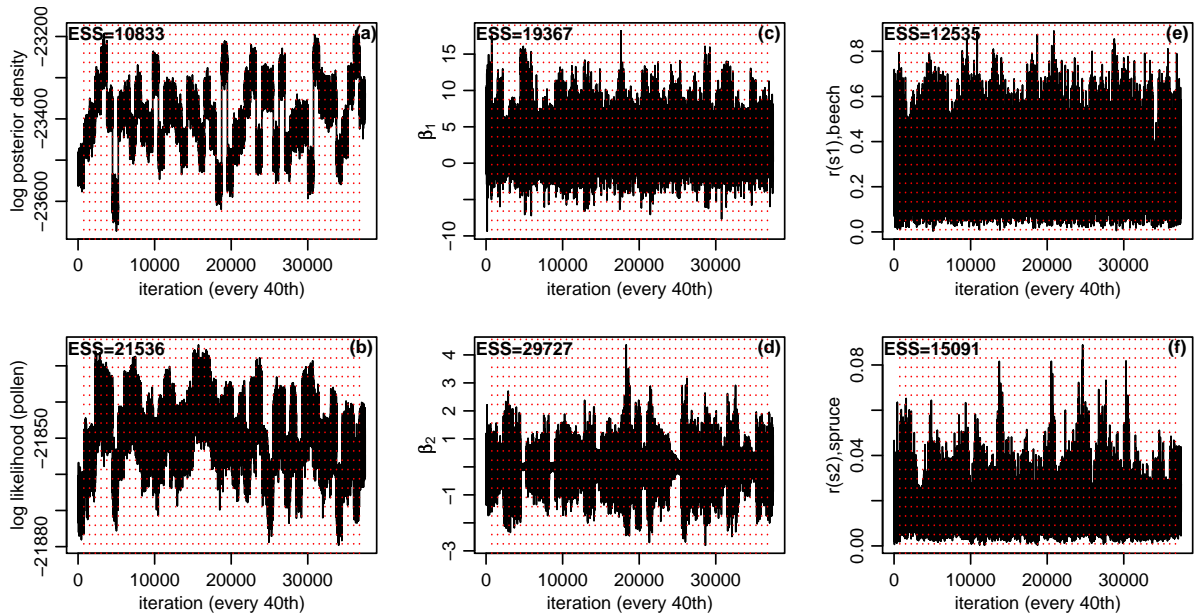 ESS=10833
(a)
log posterior density
−23200
−23400
−23600
0 10000 20000 30000
iteration (every 40th)
ESS=19367
(c)
β1
15
10
5
0
−10
0 10000 20000 30000
iteration (every 40th)
ESS=12535
(e)
r(s1),beech
0.8
0.6
0.4
0.2
0.0
0 10000 20000 30000
iteration (every 40th)
ESS=21536
(b)
log likelihood (pollen)
−21850
−21880
0 10000 20000 30000
iteration (every 40th)
ESS=29727
(d)
β2
4
3
2
1
−1
−3
0 10000 20000 30000
iteration (every 40th)
ESS=15091
(f)
r(s2),spruce
0.08
0.04
0.00
0 10000 20000 30000
iteration (every 40th)